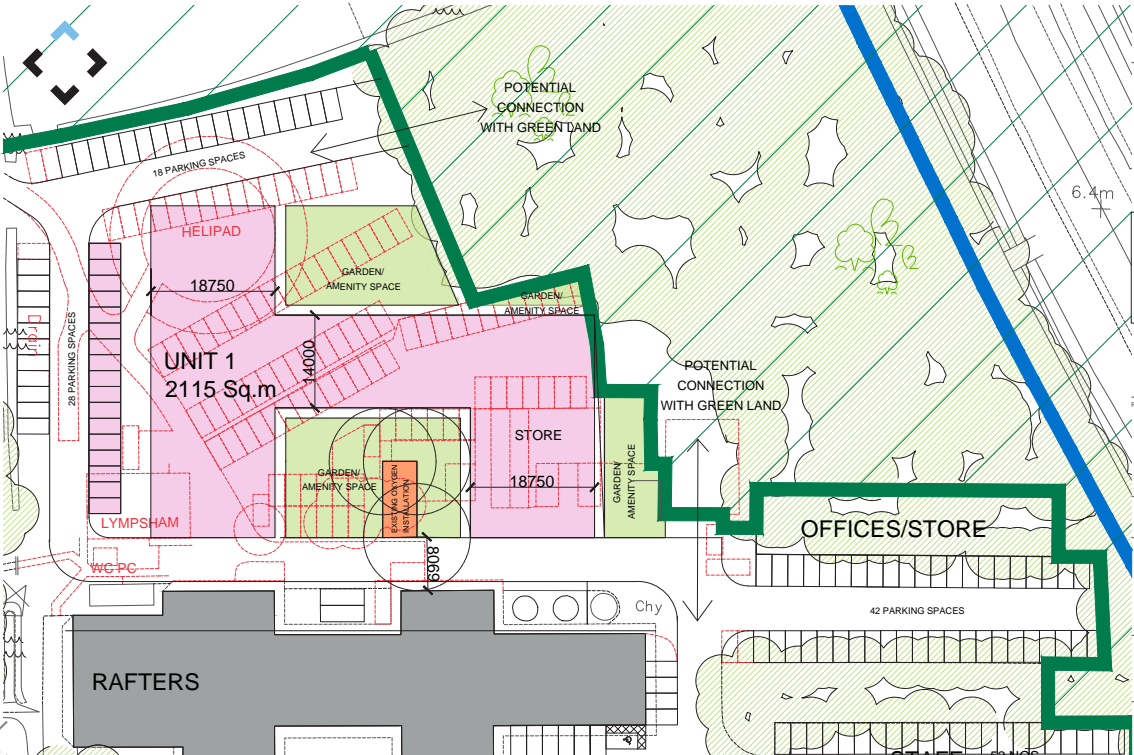 POTENTIAL
CONNECTION
WITH GREEN LAND
18 PARKING SPACES
6.4m
HELIPAD
GARDEN/
AMENITY SPACE
18750
GARDEN/
AMENITY SPACE
Drain
28 PARKING SPACES
UNIT 1
2115 Sq.m
14000
POTENTIAL
CONNECTION
WITH GREEN LAND
STORE
GARDEN/
AMENITY SPACE
EXISTING OXYGEN
INSTALLATION
18750
GARDEN/
AMENITY SPACE
LYMPSHAM
OFFICES/STORE
WC PC
8069
Chy
42 PARKING SPACES
RAFTERS
STAFF